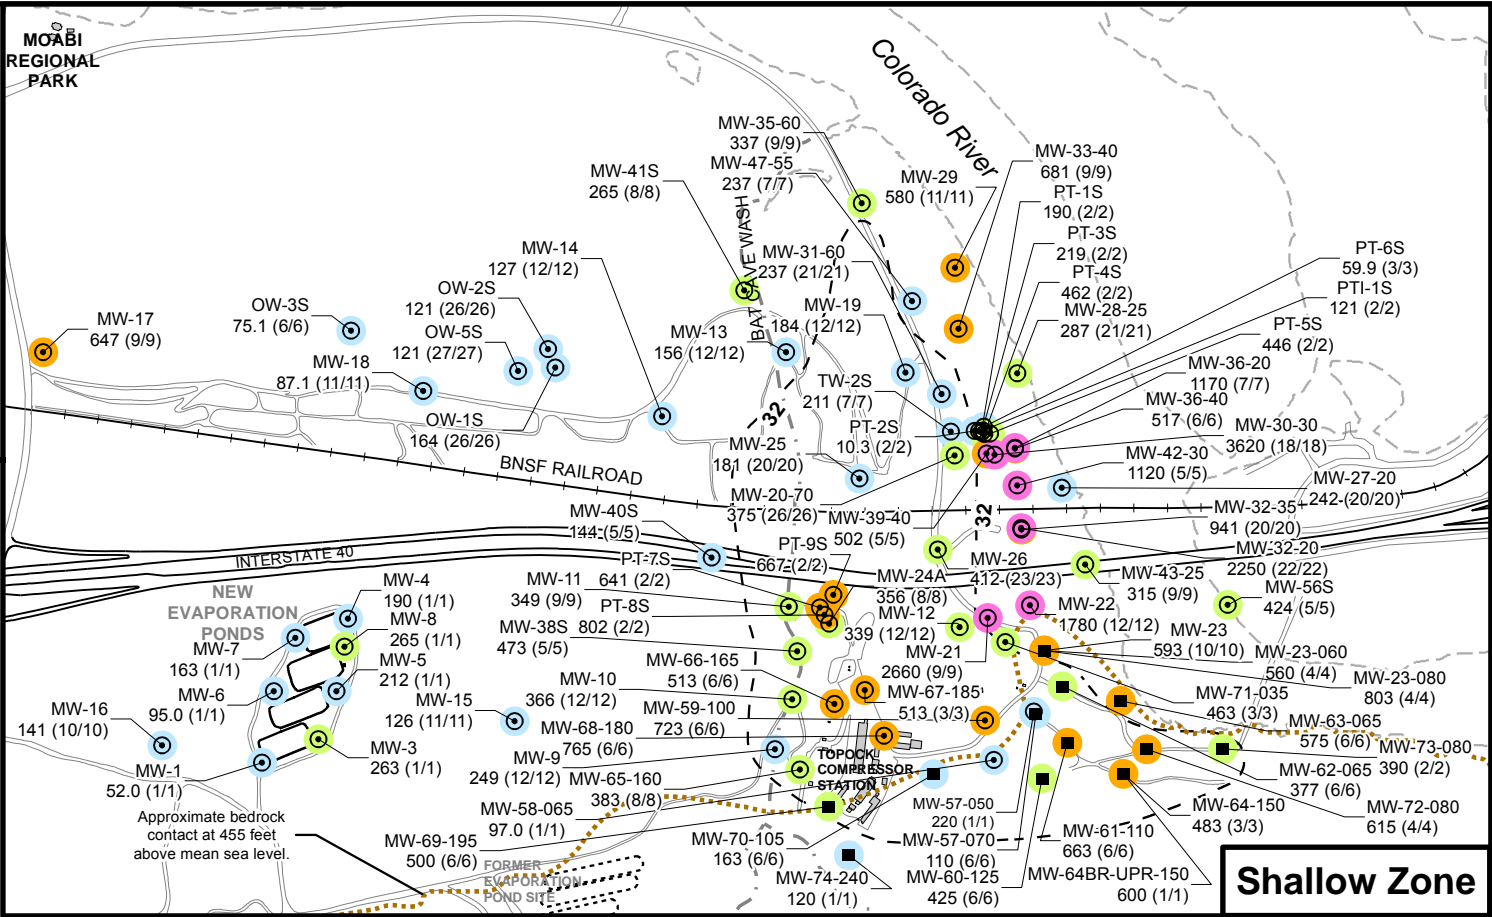 MOABI
REGIONAL
PARK
Colorado River
MW-35-60
337 (9/9)
MW-47-55
237 (7/7)
MW-41S
265 (8/8)
MW-29
580 (11/11)
MW-33-40
681 (9/9)
PT-1S
190 (2/2)
PT-3S
219 (2/2)
PT-4S
462 (2/2)
MW-28-25
287 (21/21)
PT-6S
59.9 (3/3)
PTI-1S
121 (2/2)
PT-5S
446 (2/2)
MW-36-20
1170 (7/7)
MW-36-40
517 (6/6)
MW-30-30
3620 (18/18)
MW-42-30
1120 (5/5)
MW-27-20
242 (20/20)
MW-32-35
941 (20/20)
MW-32-20
2250 (22/22)
MW-14
127 (12/12)
OW-2S
121 (26/26)
OW-5S
121 (27/27)
OW-3S
75.1 (6/6)
MW-17
647 (9/9)
MW-18
87.1 (11/11)
OW-1S
164 (26/26)
BAT CAVE WASH
MW-31-60
237 (21/21)
MW-19
184 (12/12)
MW-13
156 (12/12)
TW-2S
211 (7/7)
PT-2S
10.3 (2/2)
32
MW-25
181 (20/20)
BNSF RAILROAD
MW-20-70
375 (26/26)
MW-39-40
502 (5/5)
32
MW-40S
144 (5/5)
INTERSTATE 40
PT-9S
667 (2/2)
PT-7S
641 (2/2)
MW-11
349 (9/9)
PT-8S
802 (2/2)
MW-38S
473 (5/5)
MW-26
412 (23/23)
MW-24A
356 (8/8)
MW-12
339 (12/12)
MW-43-25
315 (9/9)
MW-56S
424 (5/5)
MW-22
1780 (12/12)
MW-23
593 (10/10)
MW-21
2660 (9/9)
MW-23-060
560 (4/4)
MW-23-080
803 (4/4)
NEW
EVAPORATION
PONDS
MW-4
190 (1/1)
MW-8
265 (1/1)
MW-7
163 (1/1)
MW-5
212 (1/1)
MW-6
95.0 (1/1)
MW-16
141 (10/10)
MW-3
263 (1/1)
MW-1
52.0 (1/1)
MW-15
126 (11/11)
MW-66-165
513 (6/6)
MW-10
366 (12/12)
MW-59-100
723 (6/6)
MW-67-185
513 (3/3)
MW-68-180
765 (6/6)
MW-9
249 (12/12)
MW-65-160
383 (8/8)
MW-58-065
97.0 (1/1)
MW-69-195
500 (6/6)
TOPOCK
COMPRESSOR
STATION
MW-71-035
463 (3/3)
MW-63-065
575 (6/6)
MW-73-080
390 (2/2)
MW-62-065
377 (6/6)
MW-72-080
615 (4/4)
MW-64-150
483 (3/3)
MW-57-050
220 (1/1)
MW-57-070
110 (6/6)
MW-61-110
663 (6/6)
MW-60-125
425 (6/6)
MW-64BR-UPR-150
600 (1/1)
MW-70-105
163 (6/6)
MW-74-240
120 (1/1)
Approximate bedrock
contact at 455 feet
above mean sea level.
FORMER
EVAPORATION
POND SITE
Shallow Zone